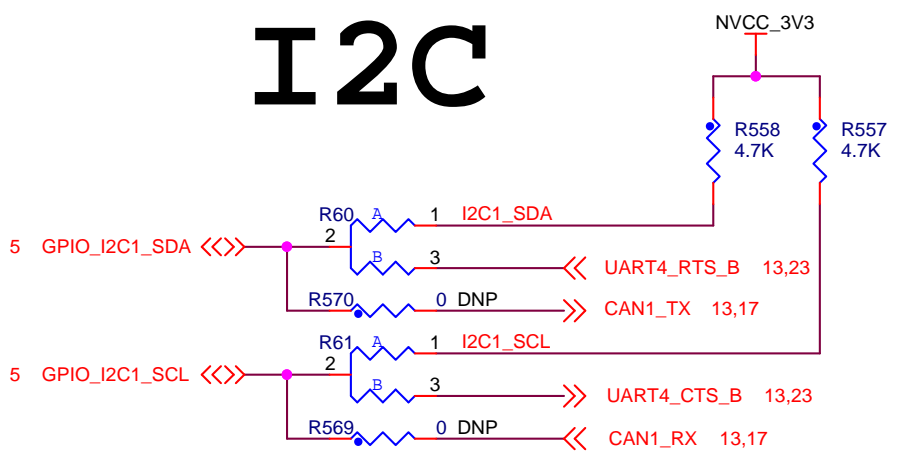 I2C
NVCC_3V3
R558
4.7K
R557
4.7K
R60 A 1 I2C1_SDA
5 GPIO_I2C1_SDA 2
B 3 UART4_RTS_B 13,23
R570 0 DNP CAN1_TX 13,17
R61 A 1 I2C1_SCL
5 GPIO_I2C1_SCL 2
B 3 UART4_CTS_B 13,23
R569 0 DNP CAN1_RX 13,17